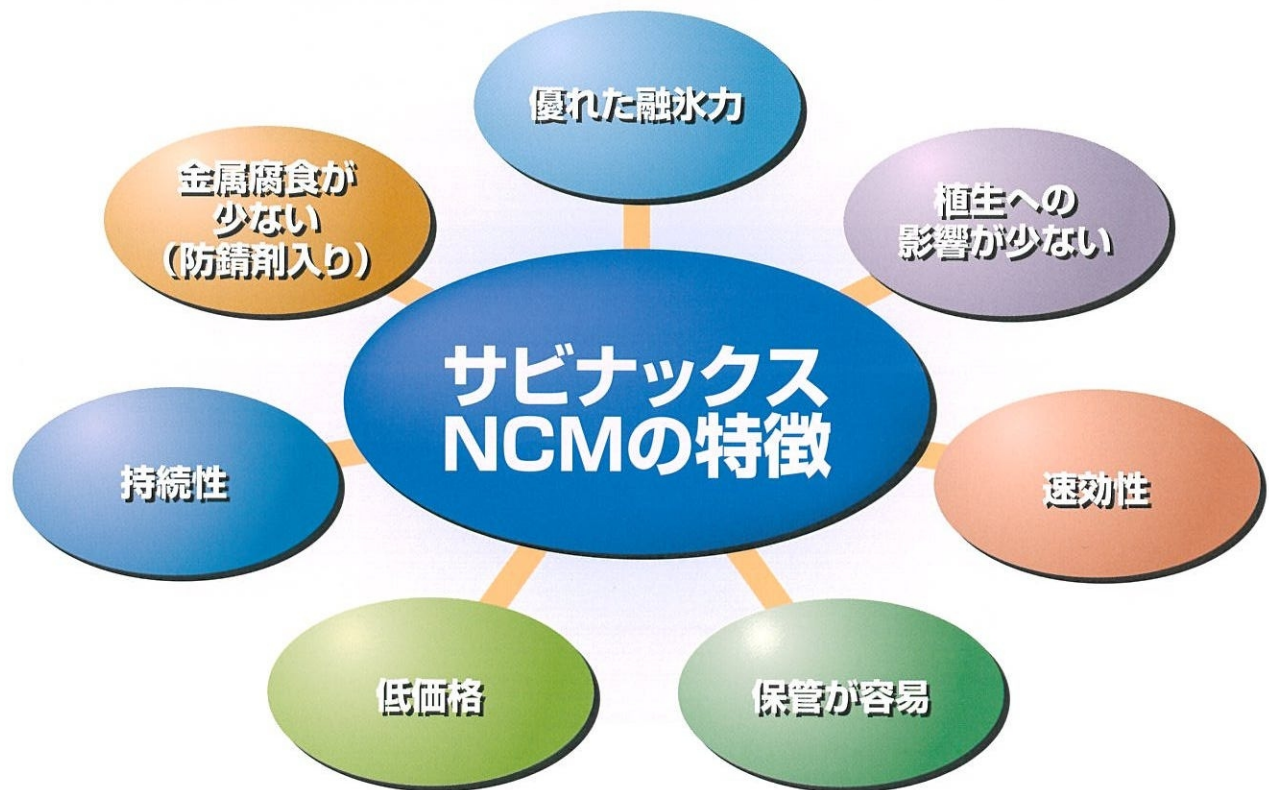 サビナックス
NCMの特徴
優れた融氷力
植生への
影響が少ない
速効性
保管が容易
低価格
持続性
金属腐食が
少ない
（防錆剤入り）